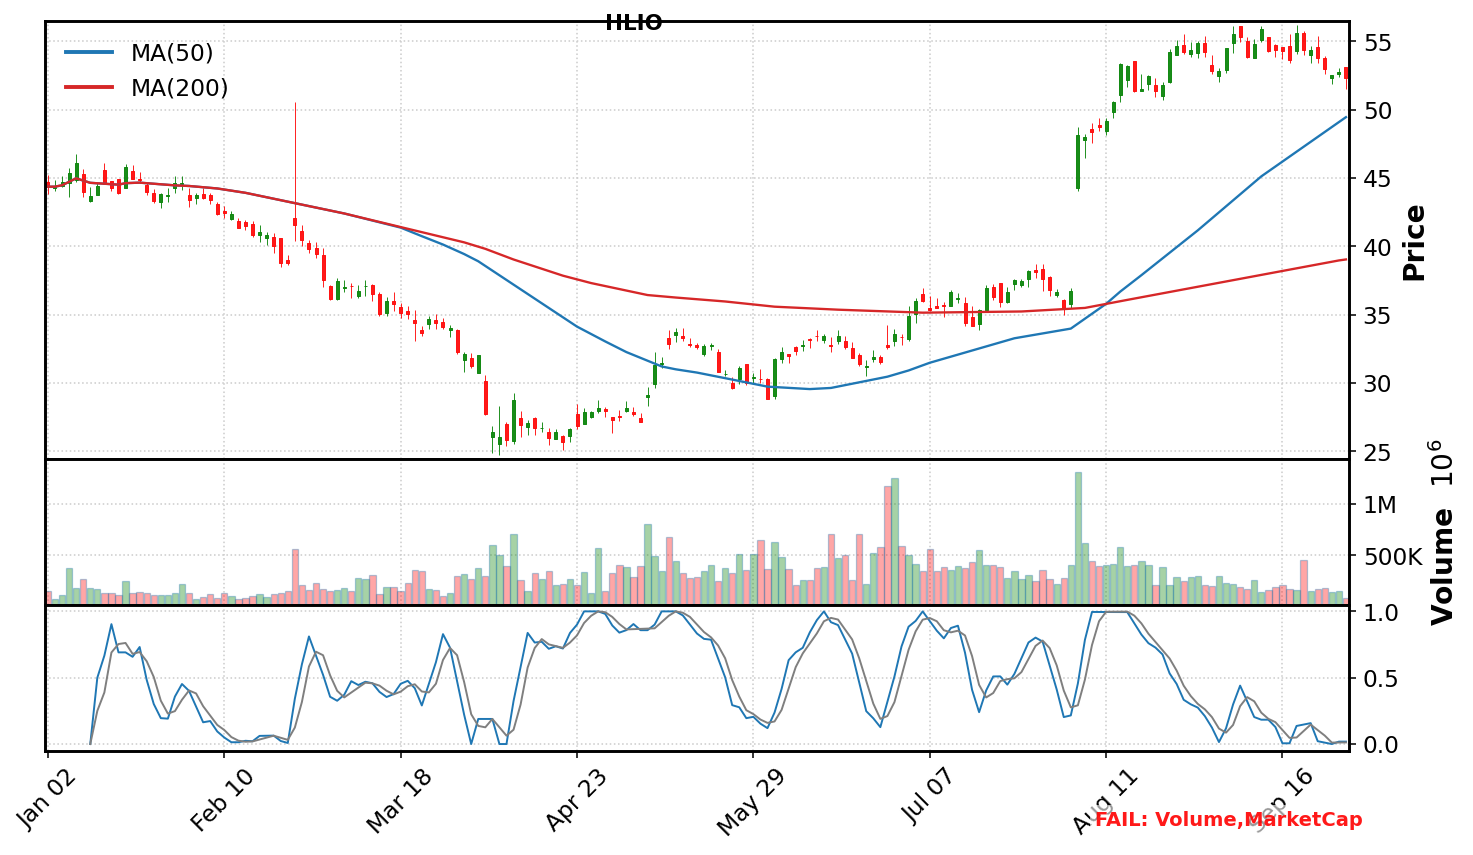 HLIO
MA(50)
MA(200)
55
50
45
40
35
30
25
Price
1M
500K
Volume 10⁶
1.0
0.5
0.0
Jan 02
Feb 10
Mar 18
Apr 23
May 29
Jul 07
Aug 11
Sep 16
FAIL: Volume,MarketCap